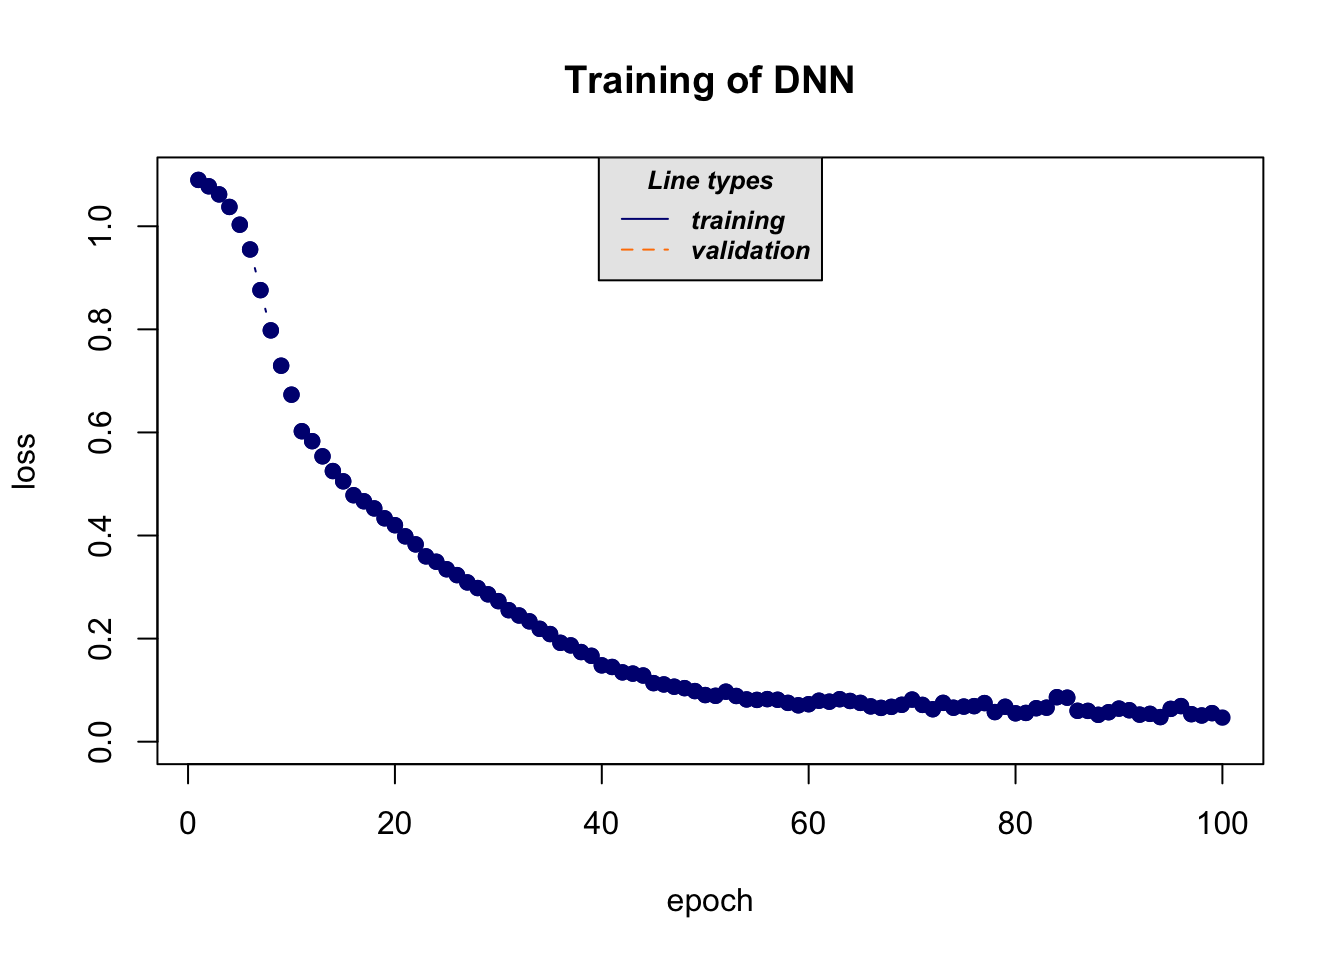 Training of DNN
Line types
training
validation
loss
1.0
0.8
0.6
0.4
0.2
0.0
0 20 40 60 80 100
epoch